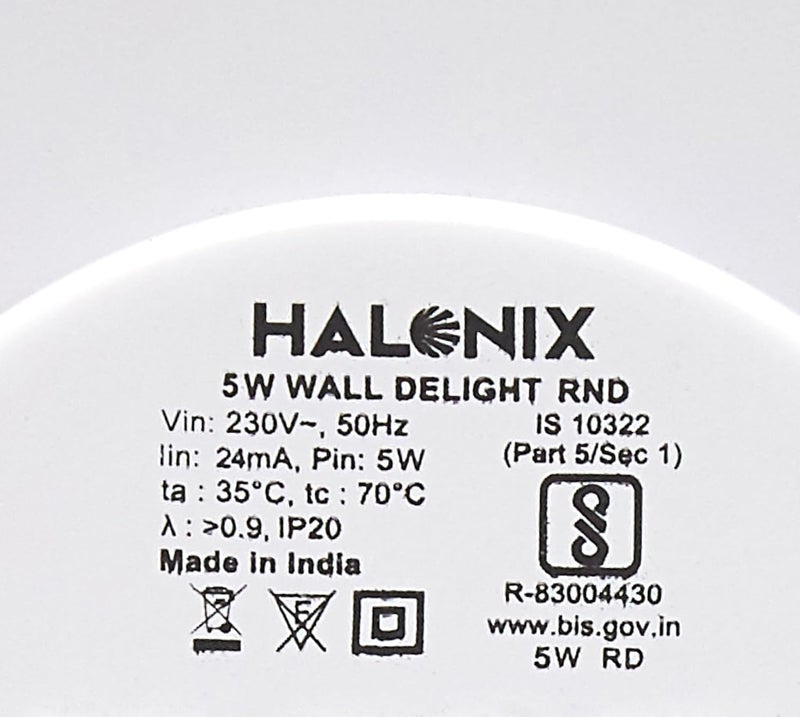 HALONIX
5W WALL DELIGHT RND
Vin: 230V~, 50Hz
Iin: 24mA, Pin: 5W
ta : 35°C, tc : 70°C
λ : ≥0.9, IP20
Made in India
F
IS 10322
(Part 5/Sec 1)
R-83004430
www.bis.gov.in
5W RD